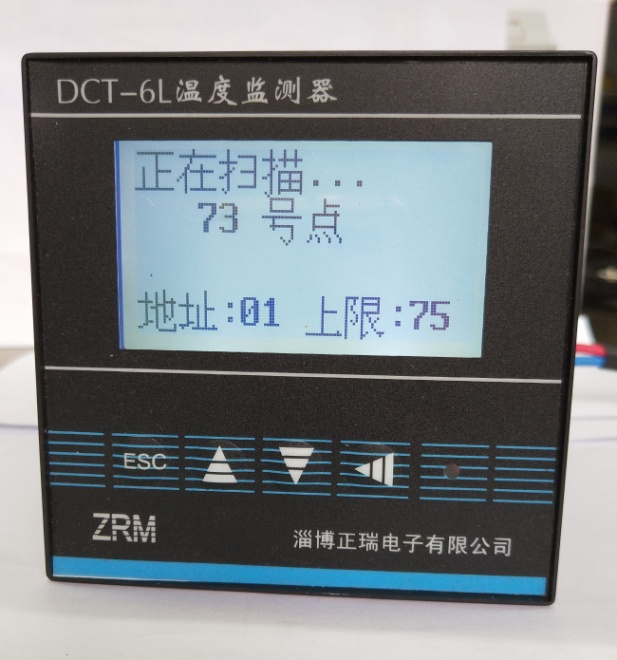 DCT-6L温度监测器
正在扫描...
73 号点
地址:01 上限:75
ESC
ZRM
淄博正瑞电子有限公司